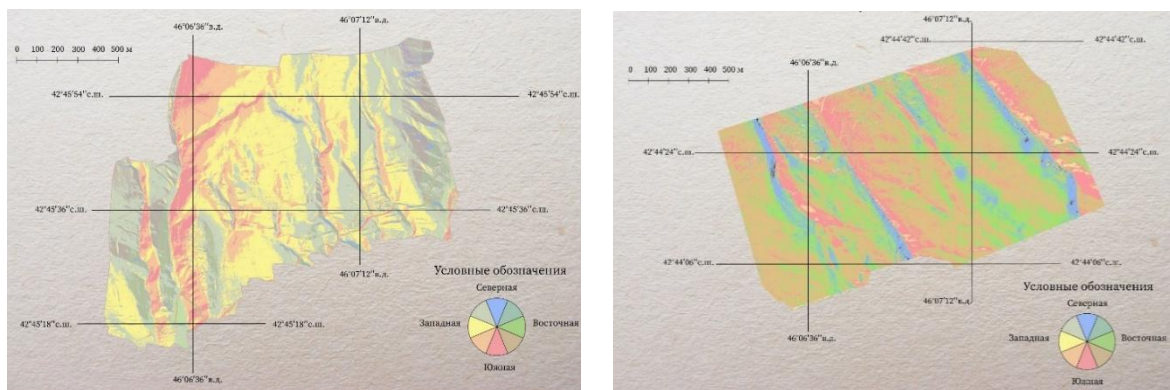 46°06'36''в.д.
46°07'12''в.д.
0 100 200 300 400 500 м
42°45'54''с.ш.
42°45'54''с.ш.
42°45'36''с.ш.
42°45'36''с.ш.
46°07'12''в.д.
Условные обозначения
Северная
Западная
Восточная
Южная
42°45'18''с.ш.
42°45'18''с.ш.
46°06'36''в.д.
46°07'12''в.д.
42°44'42''с.ш.
42°44'42''с.ш.
46°06'36''в.д.
0 100 200 300 400 500 м
42°44'24''с.ш.
42°44'24''с.ш.
42°44'06''с.ш.
42°44'06''с.ш.
46°07'12''в.д.
Условные обозначения
Северная
Западная
Восточная
Южная
46°06'36''в.д.